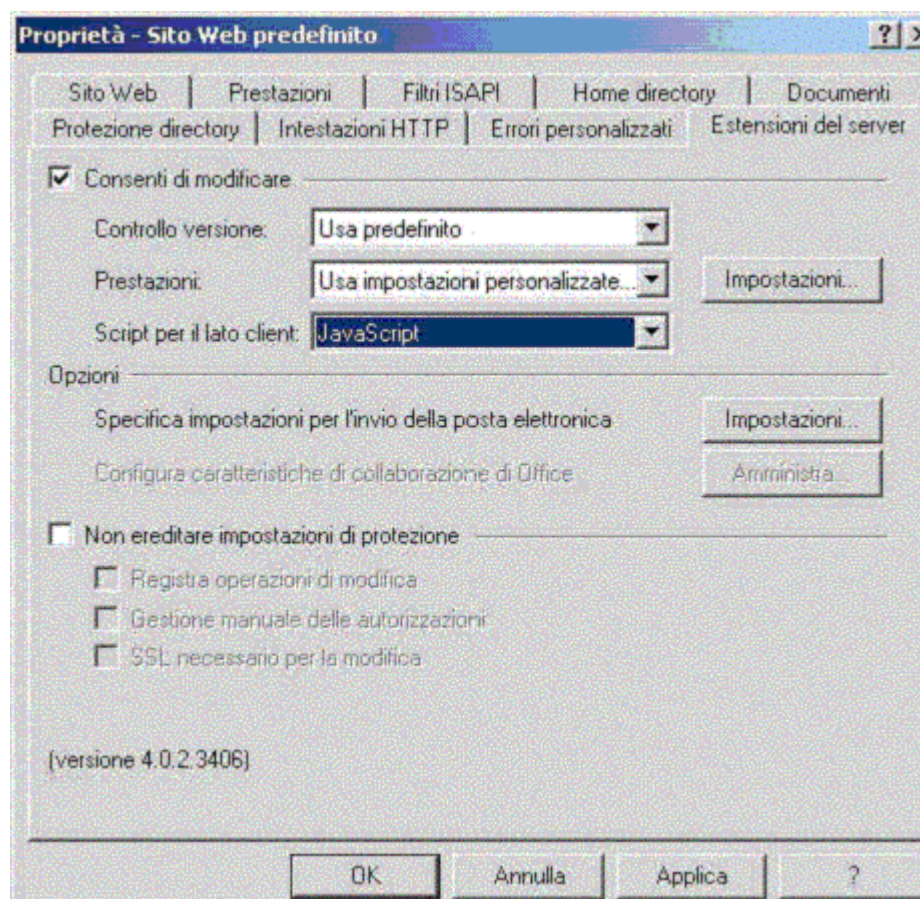 Proprietà - Sito Web predefinito
Sito Web Prestazioni Filtri ISAPI Home directory Documenti
Protezione directory Intestazioni HTTP Errori personalizzati Estensioni del server
Consenti di modificare
Controllo versione: Usa predefinito
Prestazioni: Usa impostazioni personalizzate... Impostazioni...
Script per il lato client: JavaScript
Opzioni
Specifica impostazioni per l'invio della posta elettronica Impostazioni...
Configura caratteristiche di collaborazione di Office Amministra...
Non ereditare impostazioni di protezione
Registra operazioni di modifica
Gestione manuale delle autorizzazioni
SSL necessario per la modifica
(versione 4.0.2.3406)
OK Annulla Applica ?